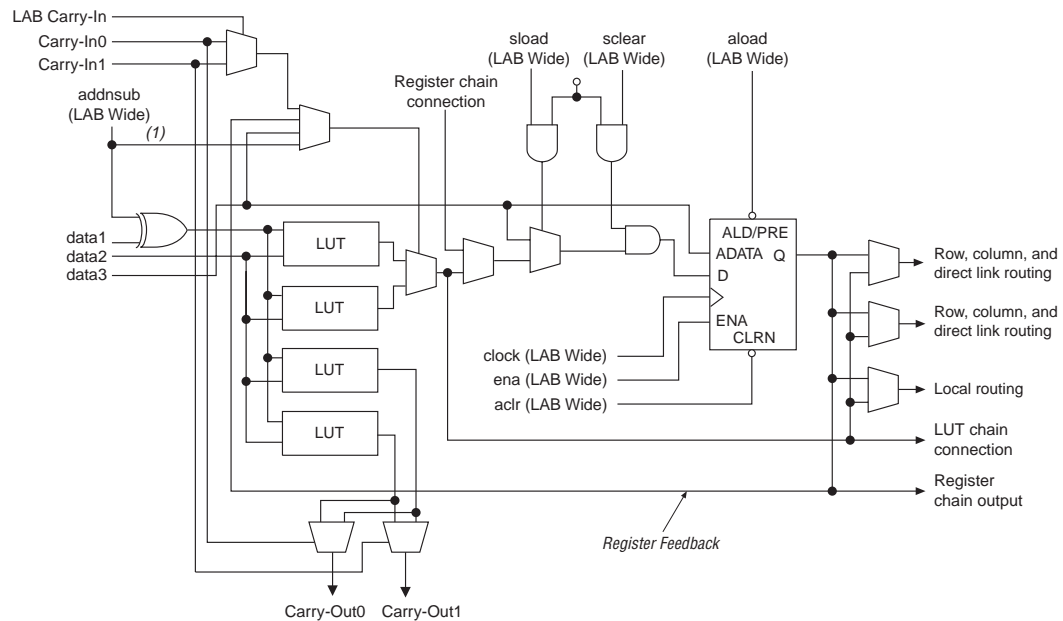 LAB Carry-In
Carry-In0
Carry-In1
addnsub
(LAB Wide)
(1)
Register chain
connection
sload
(LAB Wide)
sclear
(LAB Wide)
aload
(LAB Wide)
data1
data2
data3
LUT
LUT
LUT
LUT
ALD/PRE
ADATA
Q
D
ENA
CLRN
clock (LAB Wide)
ena (LAB Wide)
aclr (LAB Wide)
Row, column, and
direct link routing
Row, column, and
direct link routing
Local routing
LUT chain
connection
Register
chain output
Register Feedback
Carry-Out0
Carry-Out1